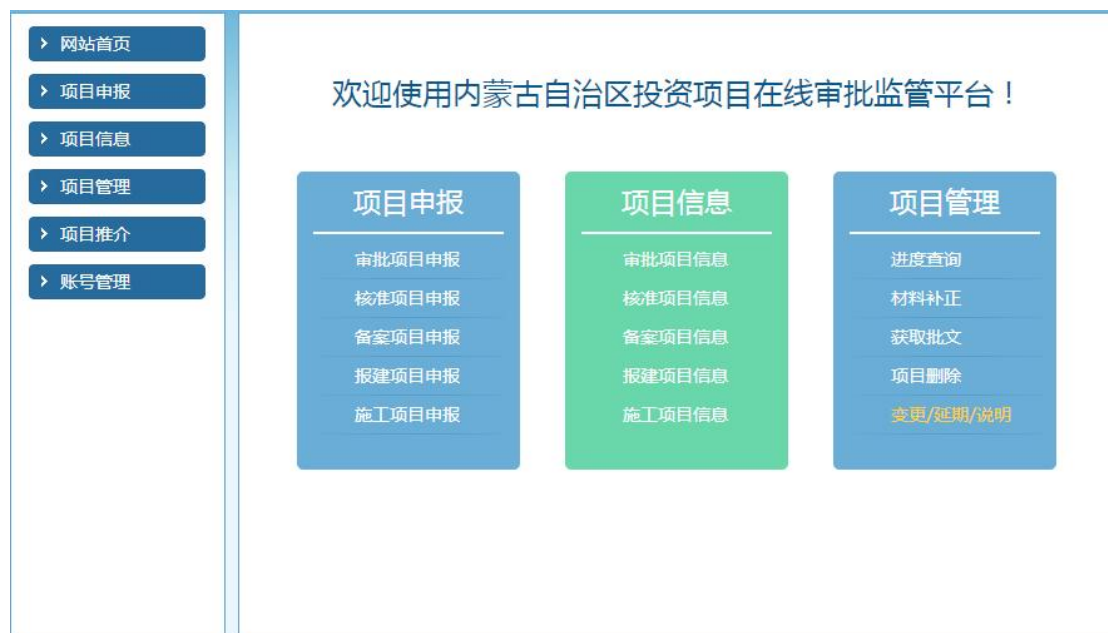 网站首页
项目申报
项目信息
项目管理
项目推介
账号管理
欢迎使用内蒙古自治区投资项目在线审批监管平台！
项目申报
审批项目申报
核准项目申报
备案项目申报
报建项目申报
施工项目申报
项目信息
审批项目信息
核准项目信息
备案项目信息
报建项目信息
施工项目信息
项目管理
进度查询
材料补正
获取批文
项目删除
变更/延期/说明